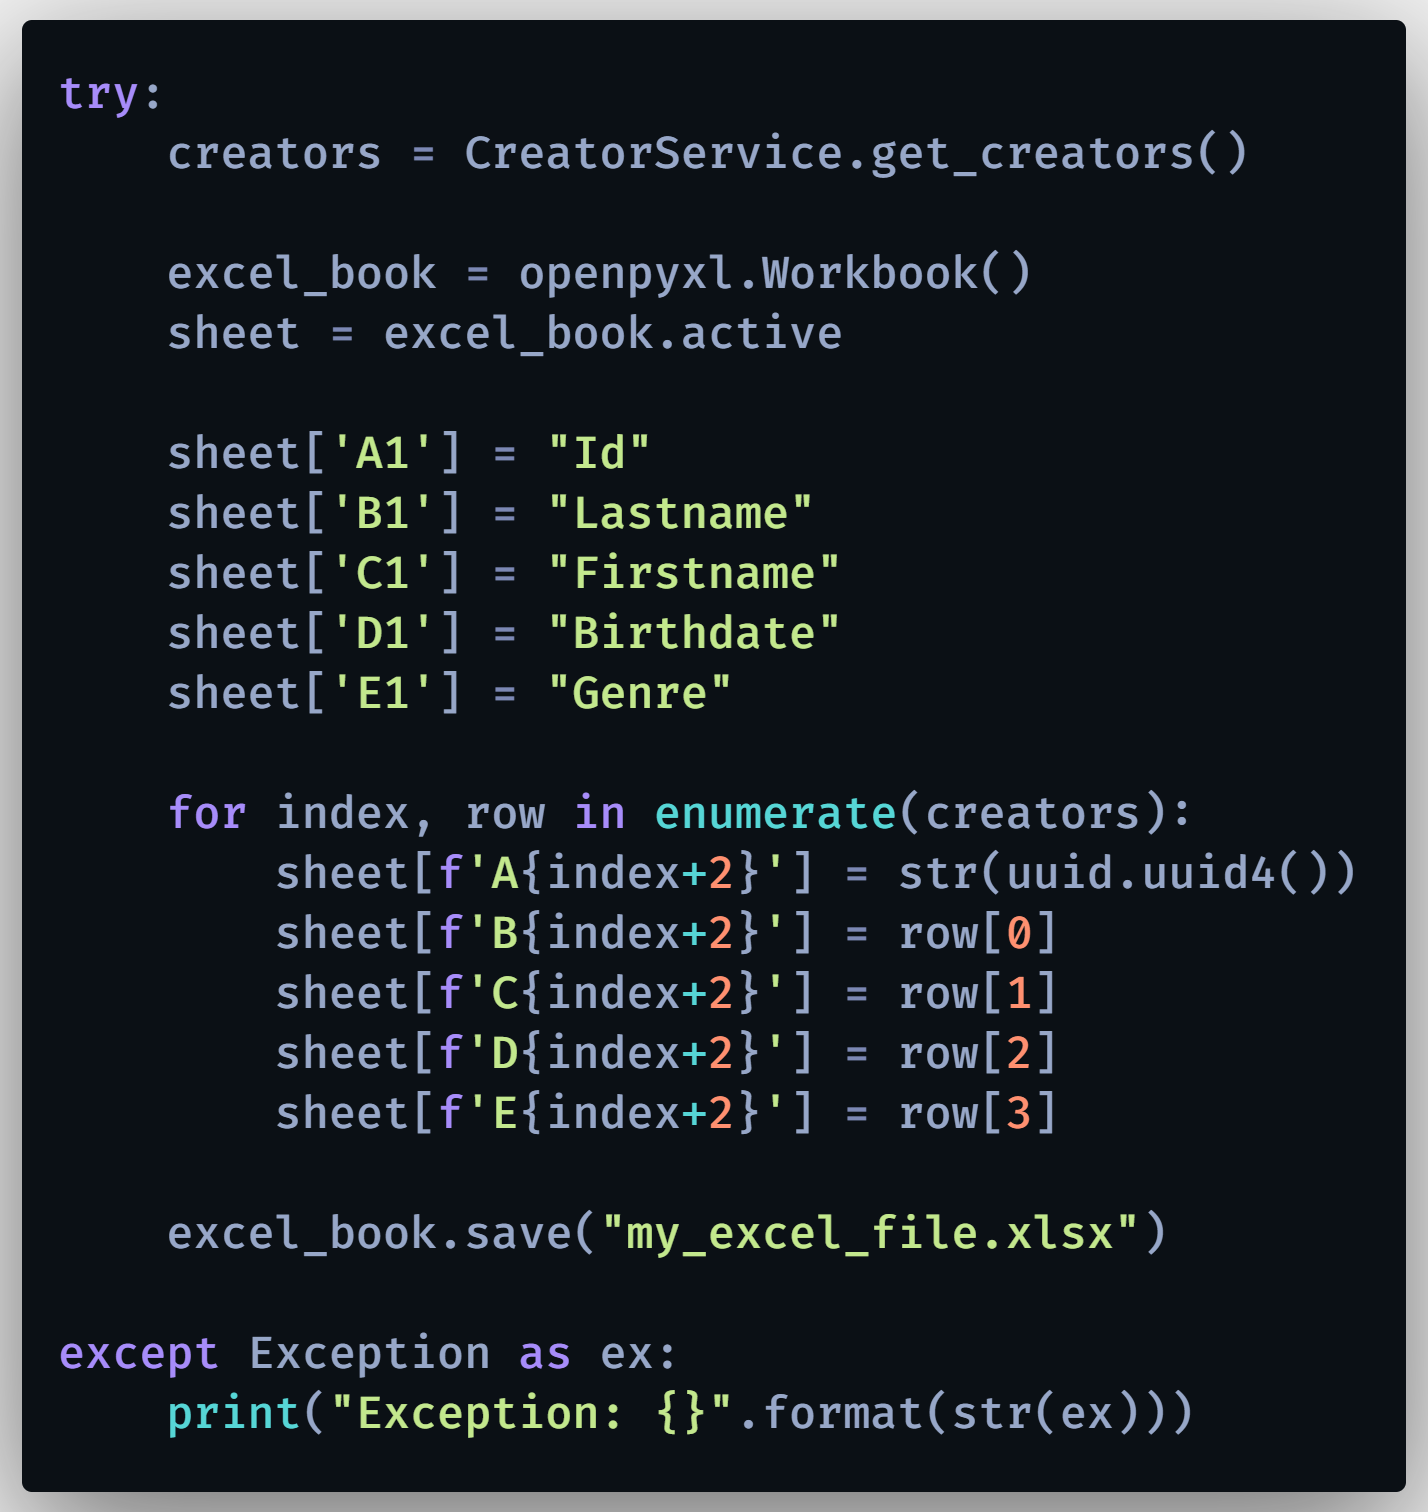 try:
    creators = CreatorService.get_creators()

    excel_book = openpyxl.Workbook()
    sheet = excel_book.active

    sheet['A1'] = "Id"
    sheet['B1'] = "Lastname"
    sheet['C1'] = "Firstname"
    sheet['D1'] = "Birthdate"
    sheet['E1'] = "Genre"

    for index, row in enumerate(creators):
        sheet[f'A{index+2}'] = str(uuid.uuid4())
        sheet[f'B{index+2}'] = row[0]
        sheet[f'C{index+2}'] = row[1]
        sheet[f'D{index+2}'] = row[2]
        sheet[f'E{index+2}'] = row[3]

    excel_book.save("my_excel_file.xlsx")

except Exception as ex:
    print("Exception: {}".format(str(ex)))